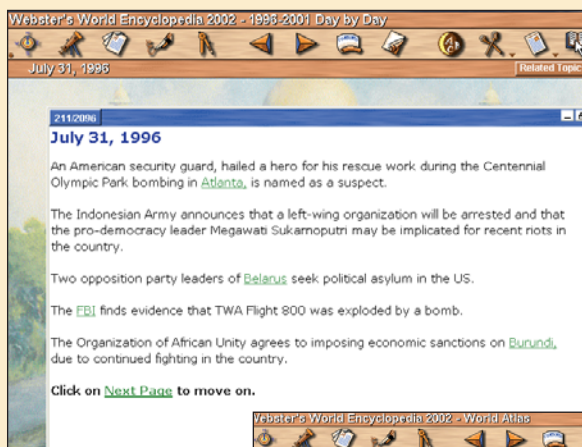 Webster's World Encyclopedia 2002 - 1996-2001 Day by Day
July 31, 1996
Related Topic
211/2096
July 31, 1996
An American security guard, hailed a hero for his rescue work during the Centennial
Olympic Park bombing in Atlanta, is named as a suspect.
The Indonesian Army announces that a left-wing organization will be arrested and that
the pro-democracy leader Megawati Sukarnoputri may be implicated for recent riots in
the country.
Two opposition party leaders of Belarus seek political asylum in the US.
The FBI finds evidence that TWA Flight 800 was exploded by a bomb.
The Organization of African Unity agrees to imposing economic sanctions on Burundi,
due to continued fighting in the country.
Click on Next Page to move on.
Webster's World Encyclopedia 2002 - World Atlas